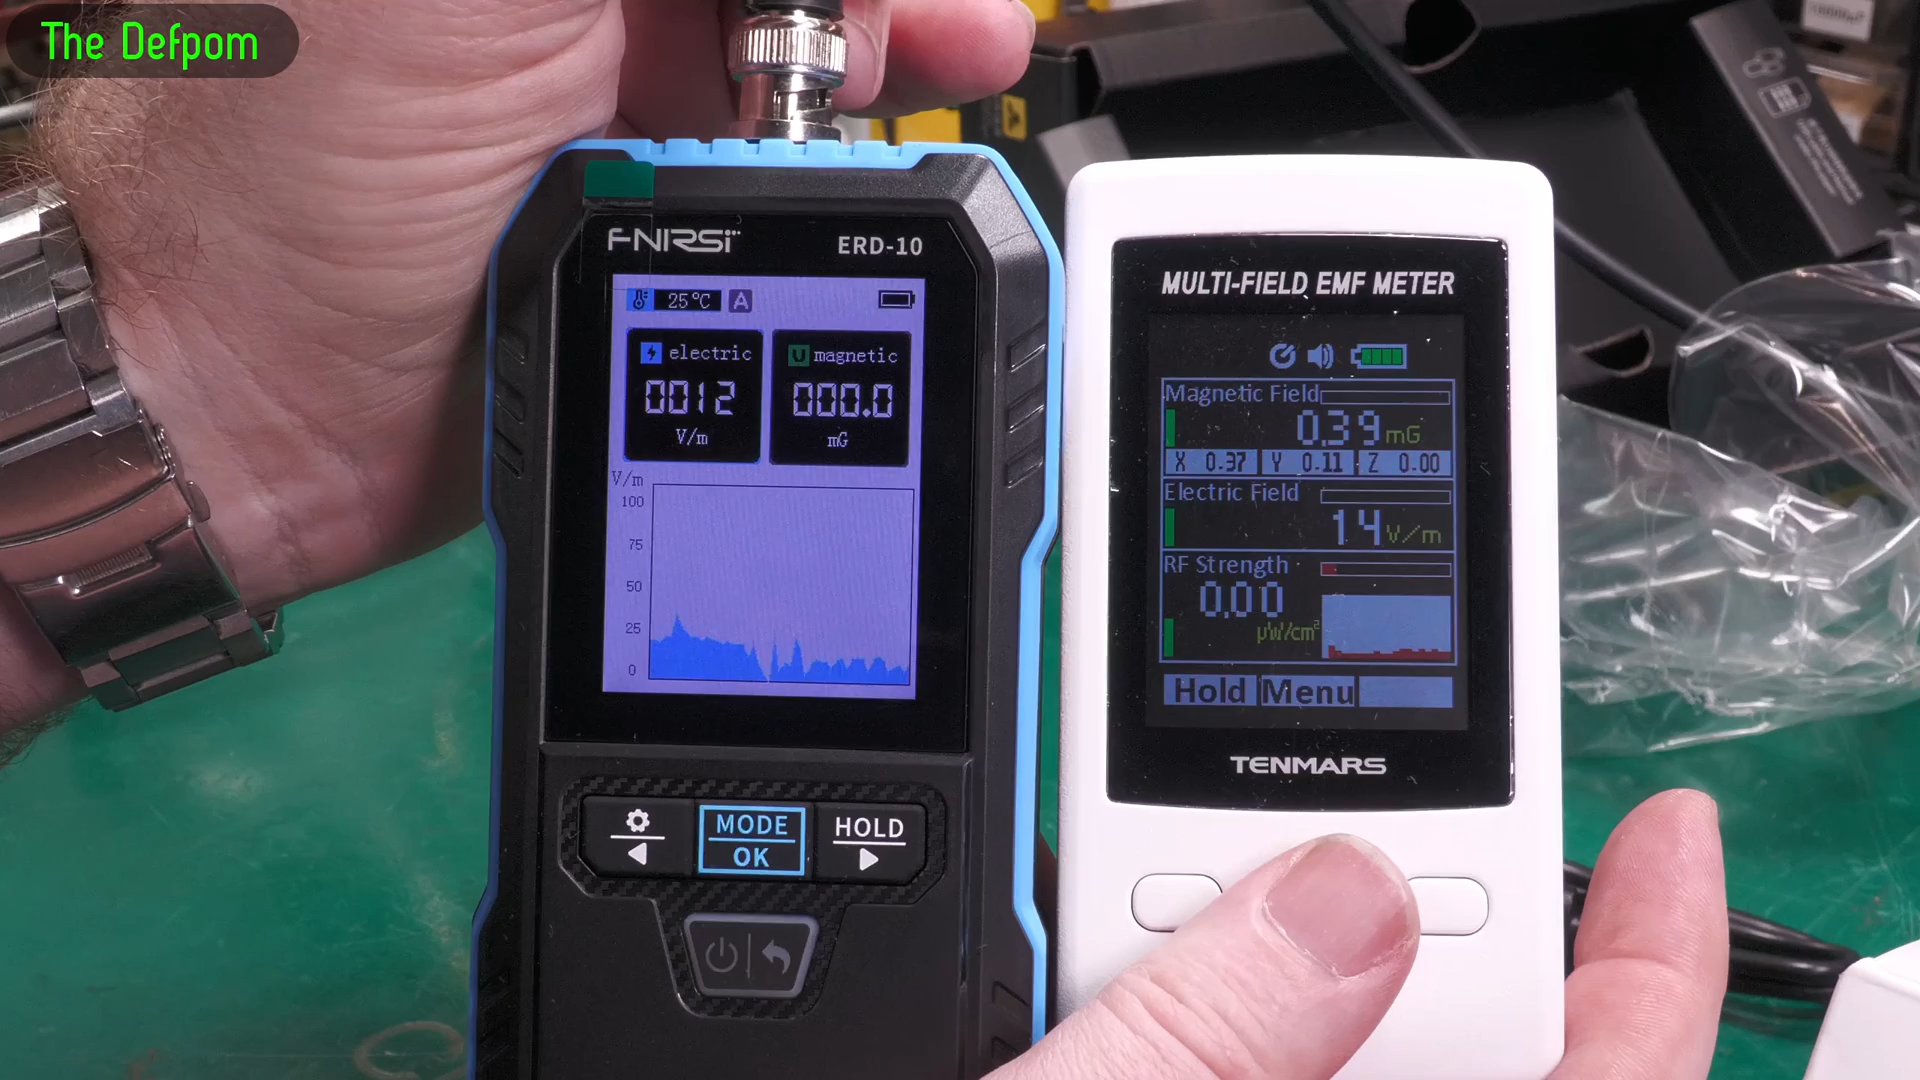 The Defpom
FNIRSI
ERD-10
25°C A
electric
0012
V/m
magnetic
000.0
mG
V/m
100
75
50
25
0
MODE
OK
HOLD
MULTI-FIELD EMF METER
Magnetic Field
0.39 mG
X 0.37 Y 0.11 Z 0.00
Electric Field
14 V/m
RF Strength
0.00
µW/cm²
Hold Menu
TENMARS